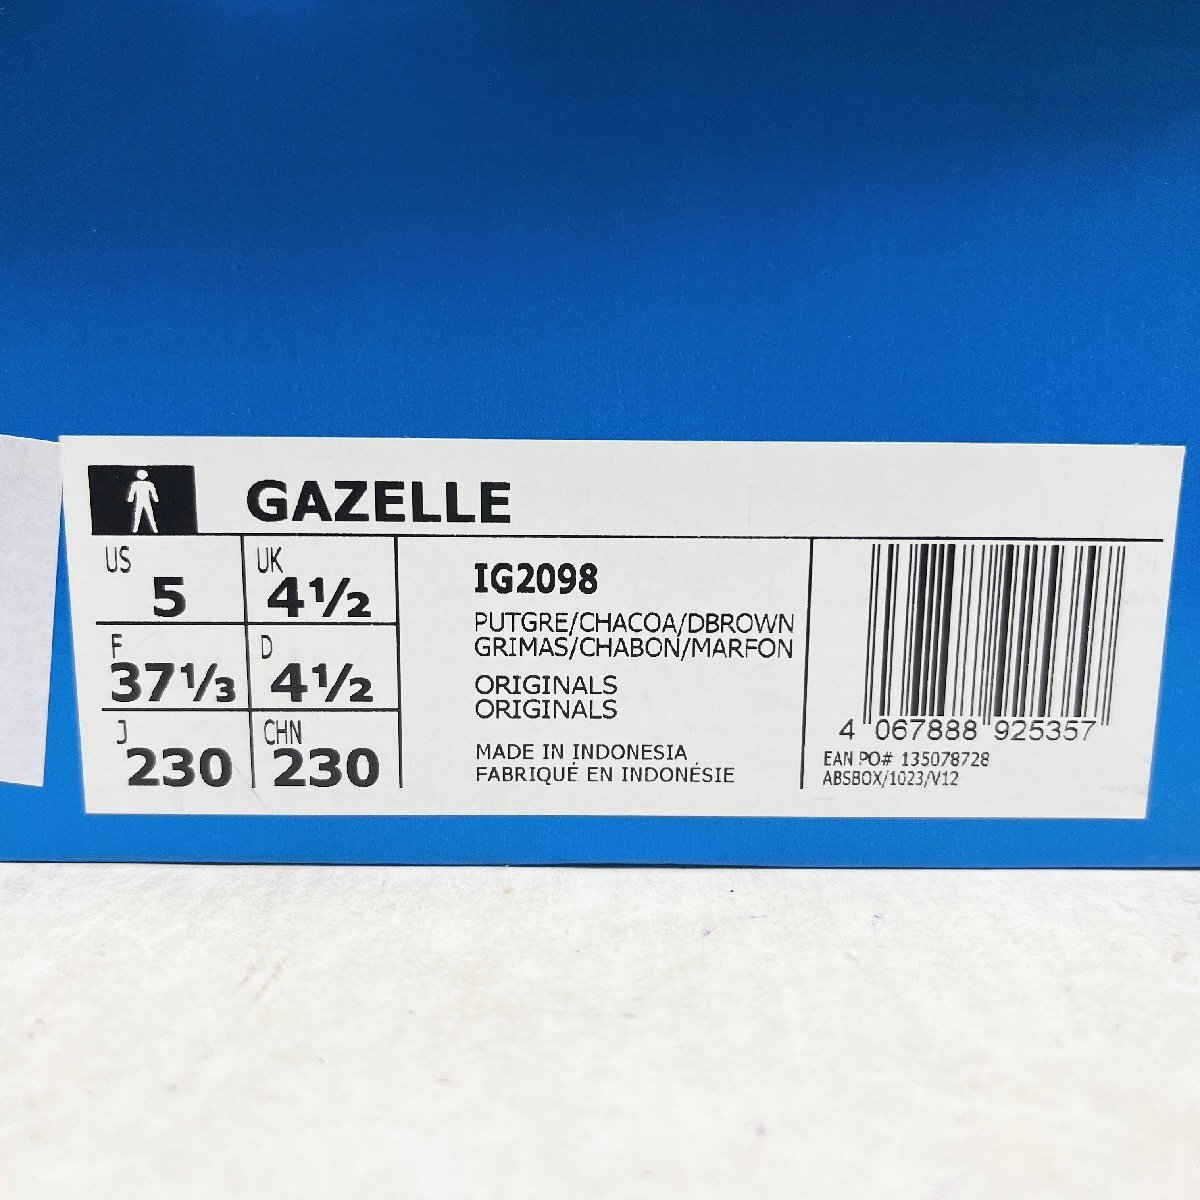 GAZELLE
US 5
UK 4½
F 37⅓
D 4½
J 230
CHN 230
IG2098
PUTGRE/CHACOA/DBROWN
GRIMAS/CHABON/MARFON
ORIGINALS
ORIGINALS
MADE IN INDONESIA
FABRIQUÉ EN INDONÉSIE
4 067888 925357
EAN PO# 135078728
ABSBOX/1023/V12